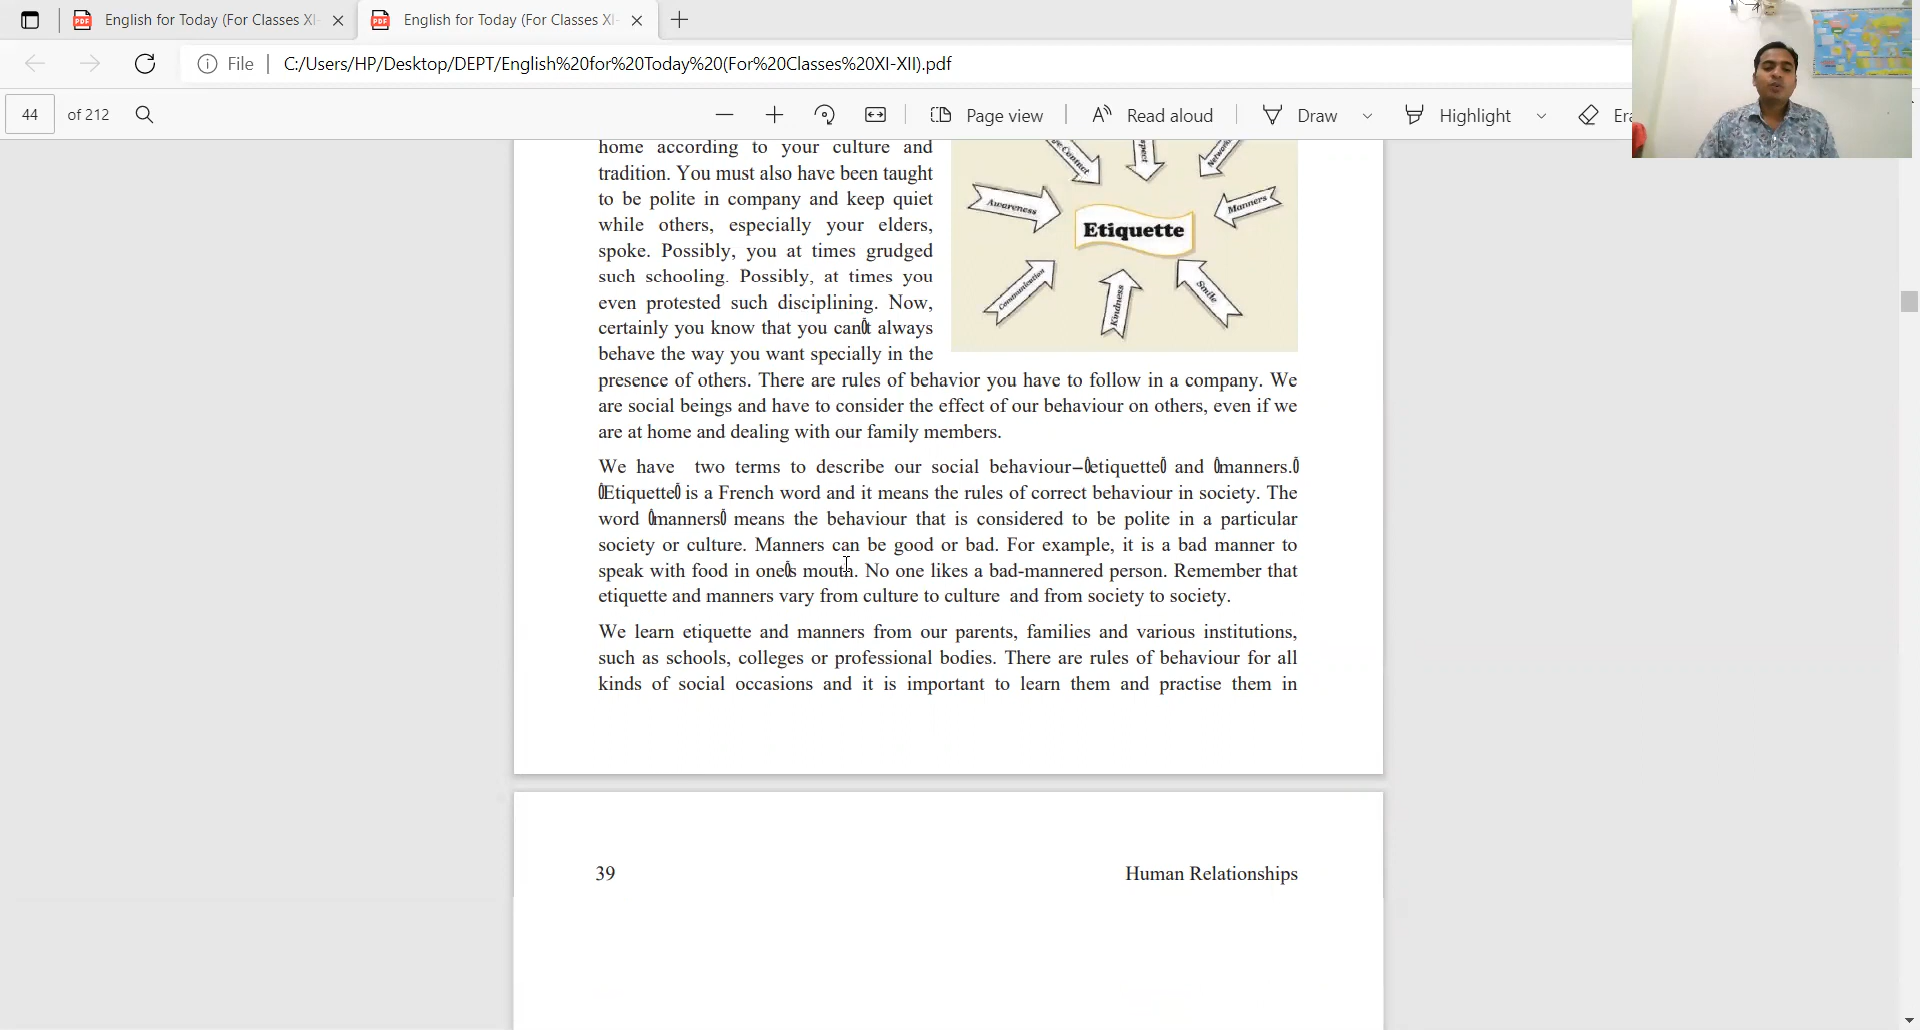 English for Today (For Classes XI-
English for Today (For Classes XI-
File
C:/Users/HP/Desktop/DEPT/English%20for%20Today%20(For%20Classes%20XI-XII).pdf
44 of 212
Page view
Read aloud
Draw
Highlight
Era
home according to your culture and
tradition. You must also have been taught
to be polite in company and keep quiet
while others, especially your elders,
spoke. Possibly, you at times grudged
such schooling. Possibly, at times you
even protested such disciplining. Now,
certainly you know that you canÕt always
behave the way you want specially in the
Awareness
Manners
Etiquette
Communication
Kindness
Smile
presence of others. There are rules of behavior you have to follow in a company. We
are social beings and have to consider the effect of our behaviour on others, even if we
are at home and dealing with our family members.
We have two terms to describe our social behaviour–ÔetiquetteÕ and Ômanners.Õ
ÔEtiquetteÕ is a French word and it means the rules of correct behaviour in society. The
word ÔmannersÕ means the behaviour that is considered to be polite in a particular
society or culture. Manners can be good or bad. For example, it is a bad manner to
speak with food in oneÕs mouth. No one likes a bad-mannered person. Remember that
etiquette and manners vary from culture to culture and from society to society.
We learn etiquette and manners from our parents, families and various institutions,
such as schools, colleges or professional bodies. There are rules of behaviour for all
kinds of social occasions and it is important to learn them and practise them in
39
Human Relationships